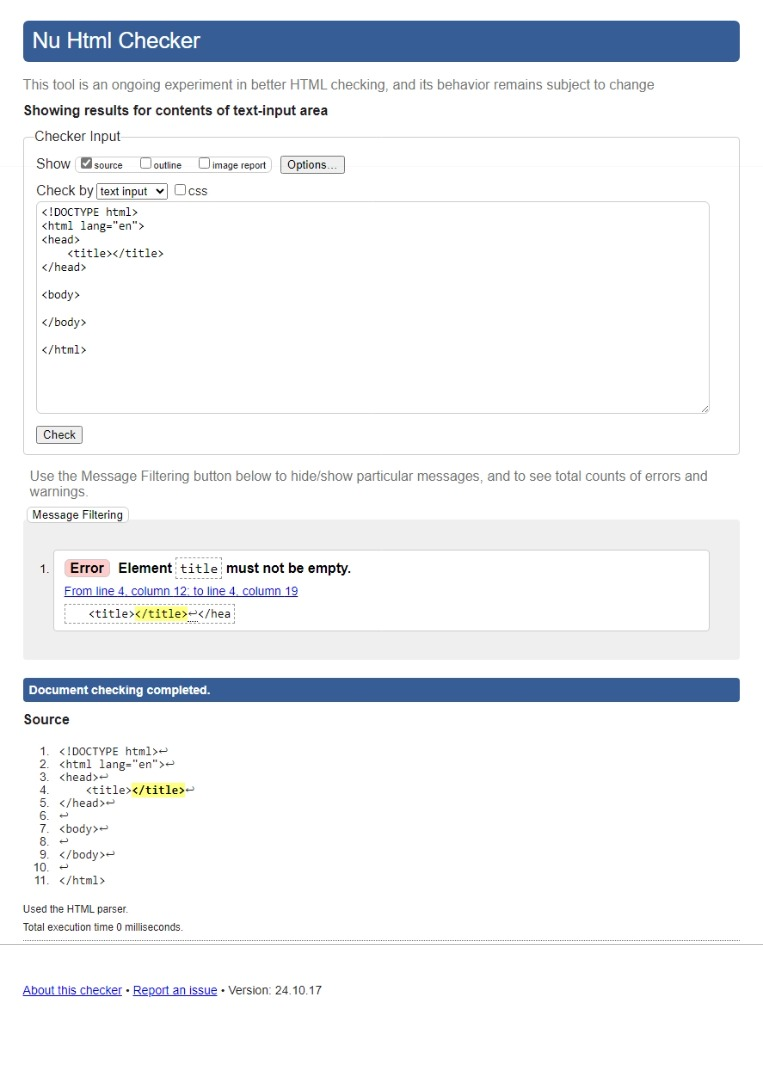 Nu Html Checker
This tool is an ongoing experiment in better HTML checking, and its behavior remains subject to change
Showing results for contents of text-input area
Checker Input
Show source outline image report Options...
Check by text input css
<!DOCTYPE html>
<html lang="en">
<head>
    <title></title>
</head>
<body>
</body>
</html>
Check
Use the Message Filtering button below to hide/show particular messages, and to see total counts of errors and
warnings.
Message Filtering
1. Error Element title must not be empty.
From line 4, column 12; to line 4, column 19
<title></title>↩</hea
Document checking completed.
Source
1. <!DOCTYPE html>↩
2. <html lang="en">↩
3. <head>↩
4.     <title></title>↩
5. </head>↩
6. ↩
7. <body>↩
8. ↩
9. </body>↩
10. ↩
11. </html>
Used the HTML parser.
Total execution time 0 milliseconds.
About this checker • Report an issue • Version: 24.10.17